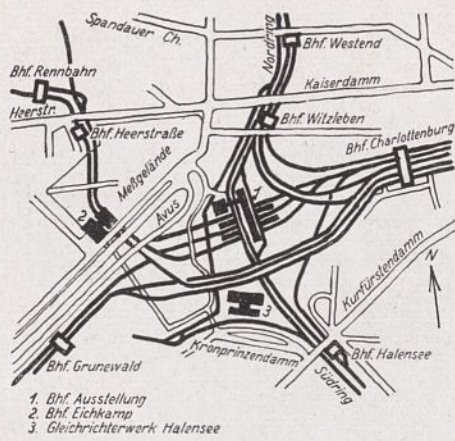 Spandauer Ch.
Nordring
Bhf. Westend
Bhf. Rennbahn
Kaiserdamm
Heerstr.
Bhf. Heerstraße
Bhf. Witzleben
Bhf. Charlottenburg
Meßgelände
Avus
1
2
Kurfürstendamm
N
3
Kronprinzendamm
Bhf. Grunewald
Bhf. Halensee
Südring
1. Bhf. Ausstellung
2. Bhf. Eichkamp
3. Gleichrichterwerk Halensee